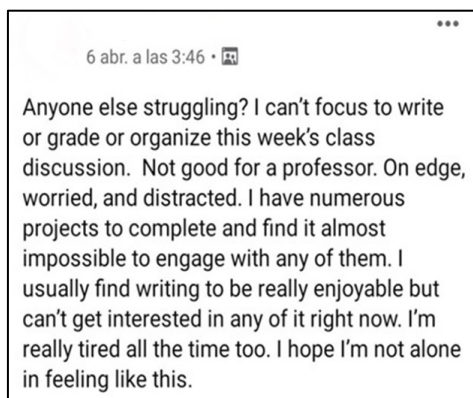 6 abr. a las 3:46 •
Anyone else struggling? I can't focus to write
or grade or organize this week's class
discussion.  Not good for a professor. On edge,
worried, and distracted. I have numerous
projects to complete and find it almost
impossible to engage with any of them. I
usually find writing to be really enjoyable but
can't get interested in any of it right now. I'm
really tired all the time too. I hope I'm not alone
in feeling like this.